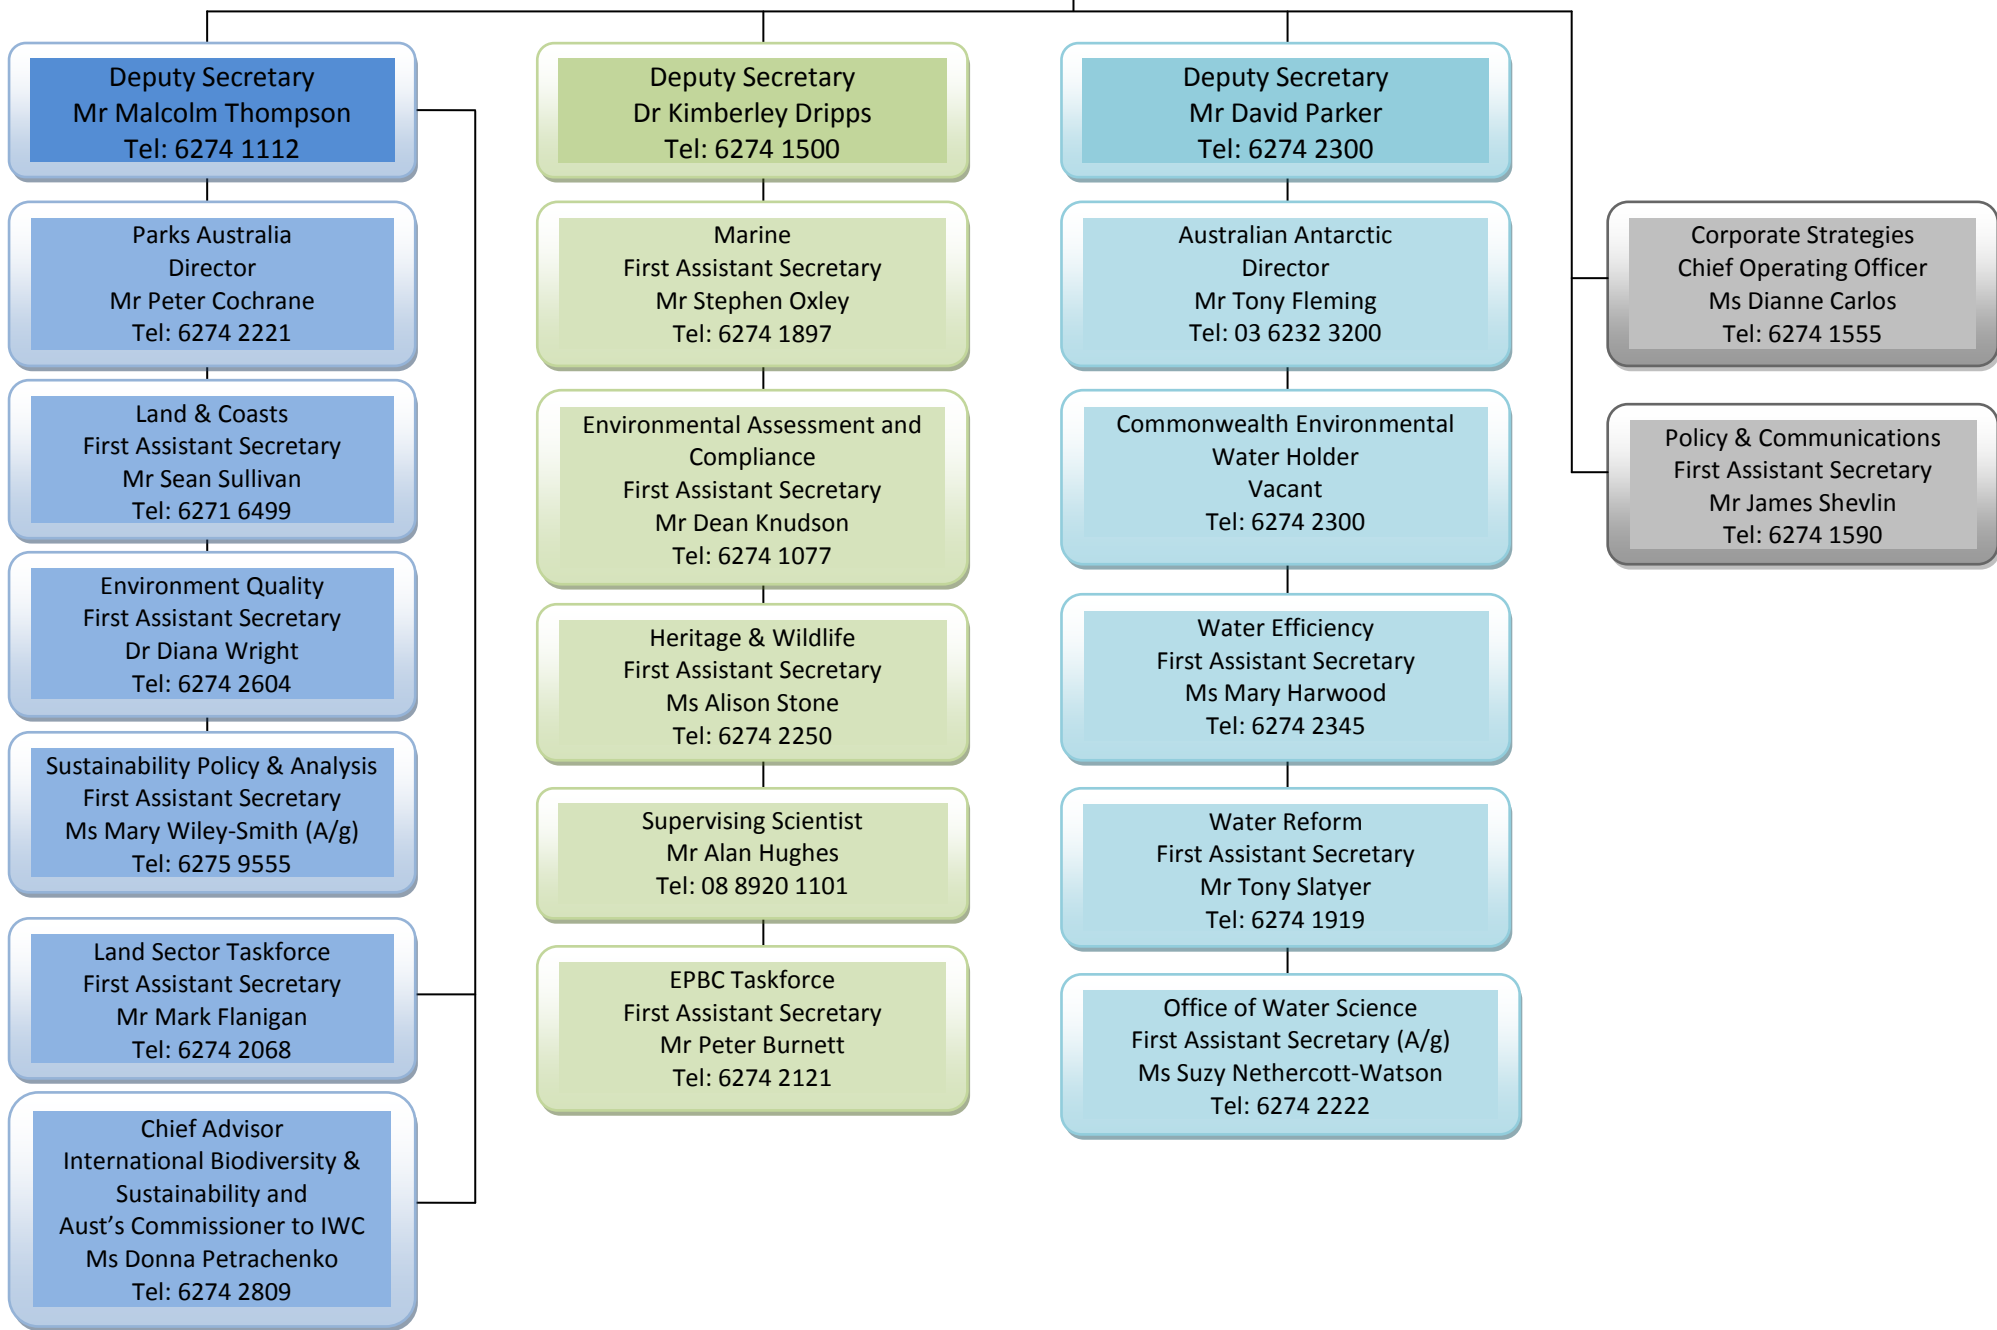 Deputy Secretary
Mr Malcolm Thompson
Tel: 6274 1112
Parks Australia
Director
Mr Peter Cochrane
Tel: 6274 2221
Land & Coasts
First Assistant Secretary
Mr Sean Sullivan
Tel: 6271 6499
Environment Quality
First Assistant Secretary
Dr Diana Wright
Tel: 6274 2604
Sustainability Policy & Analysis
First Assistant Secretary
Ms Mary Wiley-Smith (A/g)
Tel: 6275 9555
Land Sector Taskforce
First Assistant Secretary
Mr Mark Flanigan
Tel: 6274 2068
Chief Advisor
International Biodiversity &
Sustainability and
Aust’s Commissioner to IWC
Ms Donna Petrachenko
Tel: 6274 2809
Deputy Secretary
Dr Kimberley Dripps
Tel: 6274 1500
Marine
First Assistant Secretary
Mr Stephen Oxley
Tel: 6274 1897
Environmental Assessment and
Compliance
First Assistant Secretary
Mr Dean Knudson
Tel: 6274 1077
Heritage & Wildlife
First Assistant Secretary
Ms Alison Stone
Tel: 6274 2250
Supervising Scientist
Mr Alan Hughes
Tel: 08 8920 1101
EPBC Taskforce
First Assistant Secretary
Mr Peter Burnett
Tel: 6274 2121
Deputy Secretary
Mr David Parker
Tel: 6274 2300
Australian Antarctic
Director
Mr Tony Fleming
Tel: 03 6232 3200
Commonwealth Environmental
Water Holder
Vacant
Tel: 6274 2300
Water Efficiency
First Assistant Secretary
Ms Mary Harwood
Tel: 6274 2345
Water Reform
First Assistant Secretary
Mr Tony Slatyer
Tel: 6274 1919
Office of Water Science
First Assistant Secretary (A/g)
Ms Suzy Nethercott-Watson
Tel: 6274 2222
Corporate Strategies
Chief Operating Officer
Ms Dianne Carlos
Tel: 6274 1555
Policy & Communications
First Assistant Secretary
Mr James Shevlin
Tel: 6274 1590